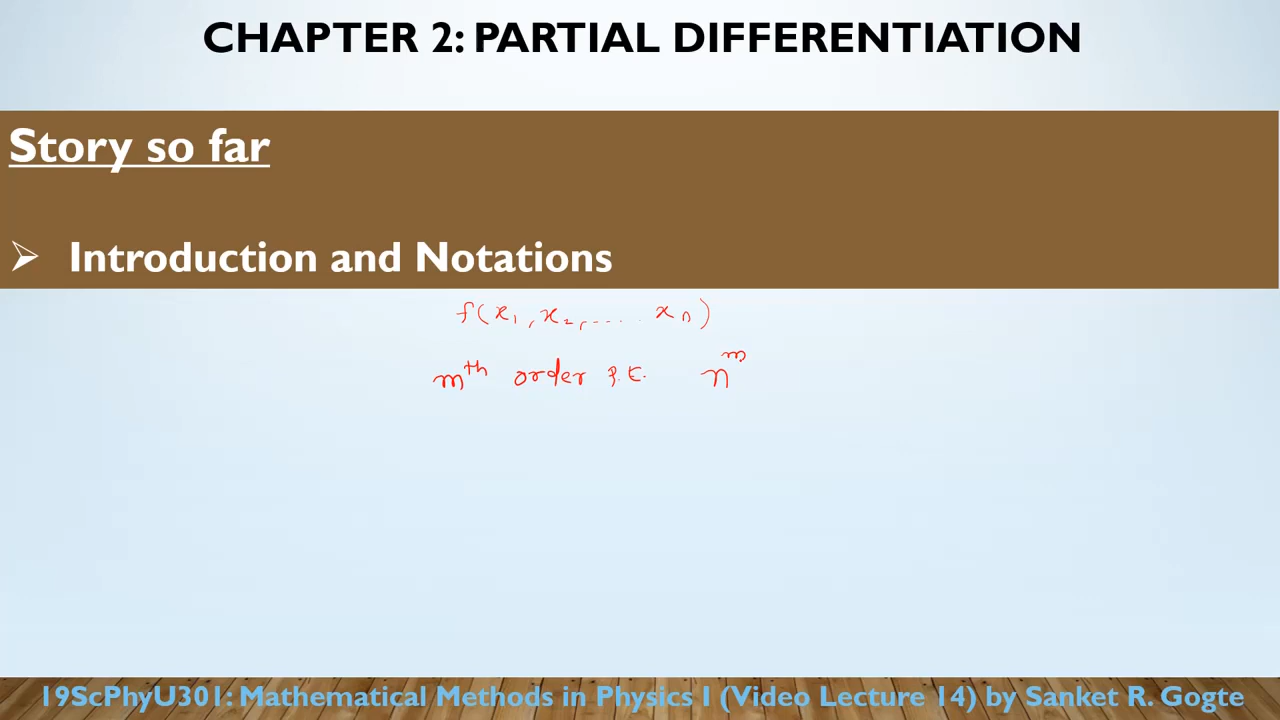 CHAPTER 2: PARTIAL DIFFERENTIATION
Story so far
➢ Introduction and Notations
f(x₁, x₂, .... xₙ)
mᵗʰ order P.E. nᵐ
19ScPhyU301: Mathematical Methods in Physics I (Video Lecture 14) by Sanket R. Gogte